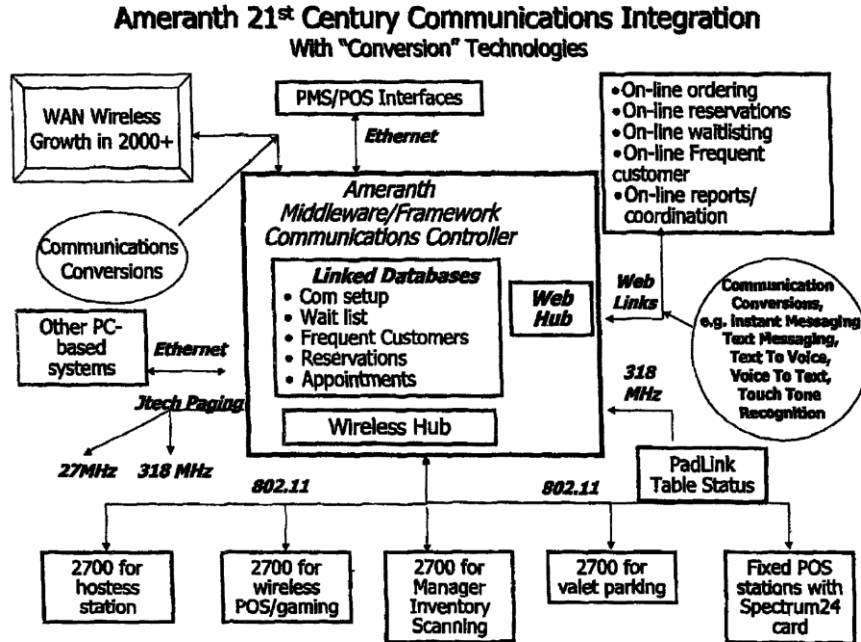 Ameranth 21st Century Communications Integration
With "Conversion" Technologies
WAN Wireless
Growth in 2000+
PMS/POS Interfaces
Ethernet
•On-line ordering
•On-line reservations
•On-line waitlisting
•On-line Frequent
customer
•On-line reports/
coordination
Ameranth
Middleware/Framework
Communications Controller
Communications
Conversions
Linked Databases
• Com setup
• Wait list
• Frequent Customers
• Reservations
• Appointments
Web
Hub
Web
Links
Communication
Conversions,
e.g. instant Messaging
Text Messaging,
Text To Voice,
Voice To Text,
Touch Tone
Recognition
Other PC-
based
systems
Ethernet
Jtech Paging
27MHz
318 MHz
Wireless Hub
318
MHz
PadLink
Table Status
802.11
802.11
2700 for
hostess
station
2700 for
wireless
POS/gaming
2700 for
Manager
Inventory
Scanning
2700 for
valet parking
Fixed POS
stations with
Spectrum24
card